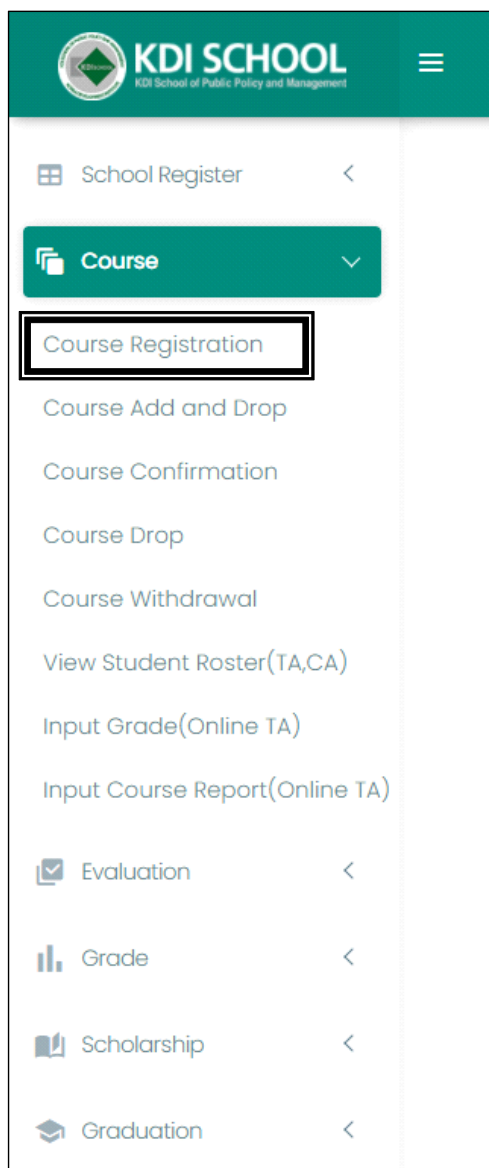 KDI SCHOOL
KDI School of Public Policy and Management
School Register
Course
Course Registration
Course Add and Drop
Course Confirmation
Course Drop
Course Withdrawal
View Student Roster(TA,CA)
Input Grade(Online TA)
Input Course Report(Online TA)
Evaluation
Grade
Scholarship
Graduation